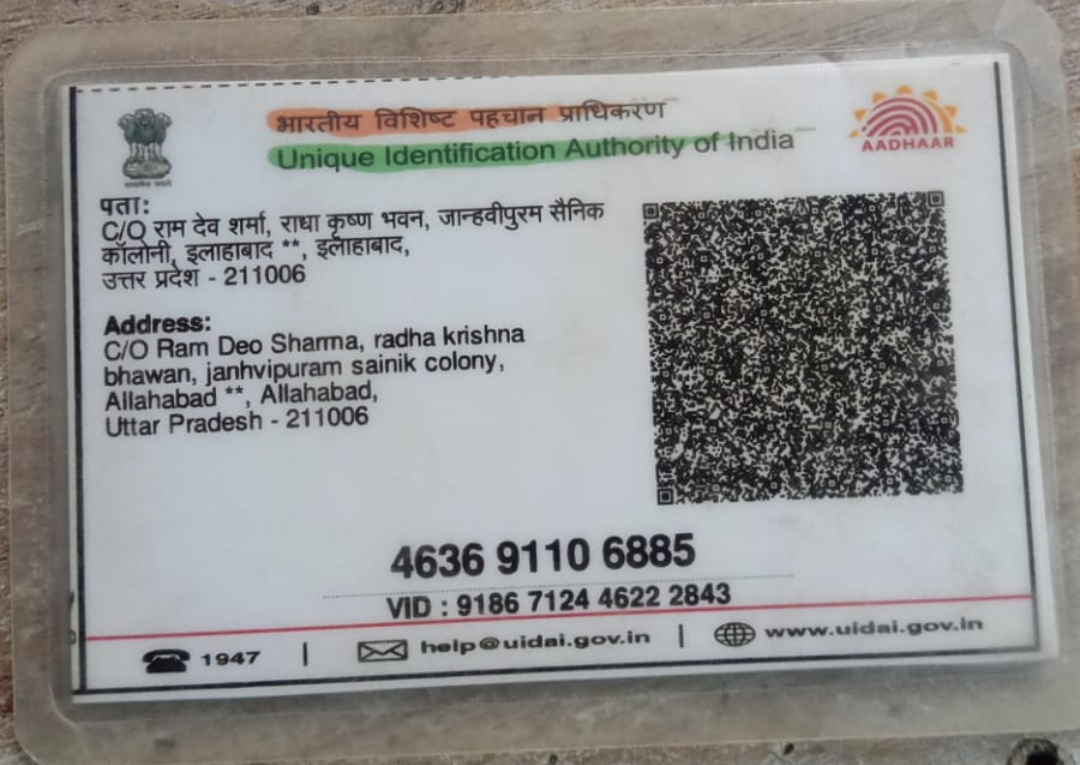 भारतीय विशिष्ट पहचान प्राधिकरण
Unique Identification Authority of India
AADHAAR
पता:
C/O राम देव शर्मा, राधा कृष्ण भवन, जान्हवीपुरम सैनिक
कॉलोनी, इलाहाबाद **, इलाहाबाद,
उत्तर प्रदेश - 211006
Address:
C/O Ram Deo Sharma, radha krishna
bhawan, janhvipuram sainik colony,
Allahabad **, Allahabad,
Uttar Pradesh - 211006
4636 9110 6885
VID : 9186 7124 4622 2843
1947 | help@uidai.gov.in | www.uidai.gov.in